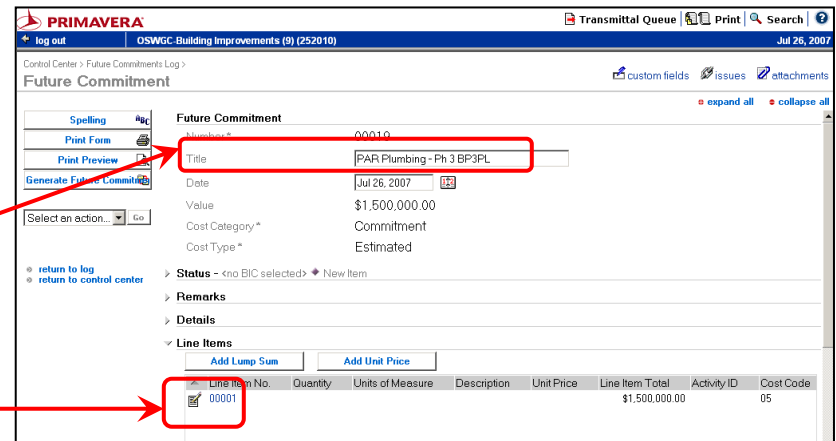 PRIMAVERA Transmittal Queue Print Search
log out OSWGC-Building Improvements (9) (252010) Jul 26, 2007
Control Center > Future Commitments Log >
Future Commitment custom fields issues attachments
expand all collapse all
Spelling
Print Form
Print Preview
Generate Future Commitme
Select an action... Go
return to log
return to control center
Future Commitment
Number * 00019
Title PAR Plumbing - Ph 3 BP3PL
Date Jul 26, 2007
Value $1,500,000.00
Cost Category * Commitment
Cost Type * Estimated
Status - <no BIC selected> New Item
Remarks
Details
Line Items
Add Lump Sum Add Unit Price
Line Item No. Quantity Units of Measure Description Unit Price Line Item Total Activity ID Cost Code
00001 $1,500,000.00 05